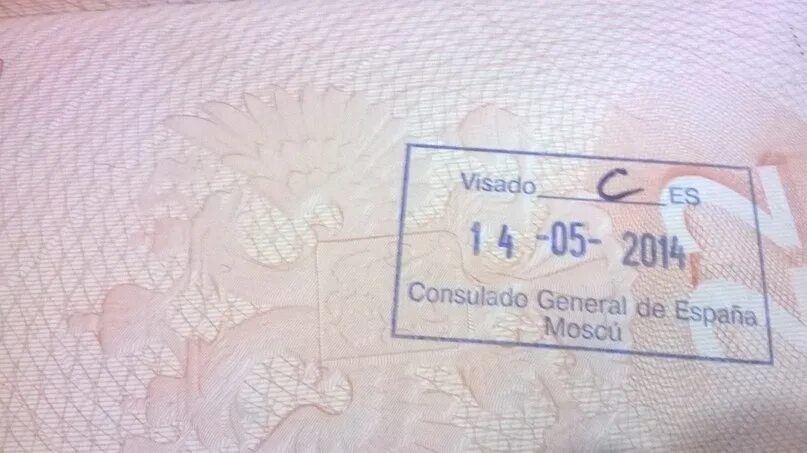 Visado C ES
14 -05- 2014
Consulado General de España
Moscú